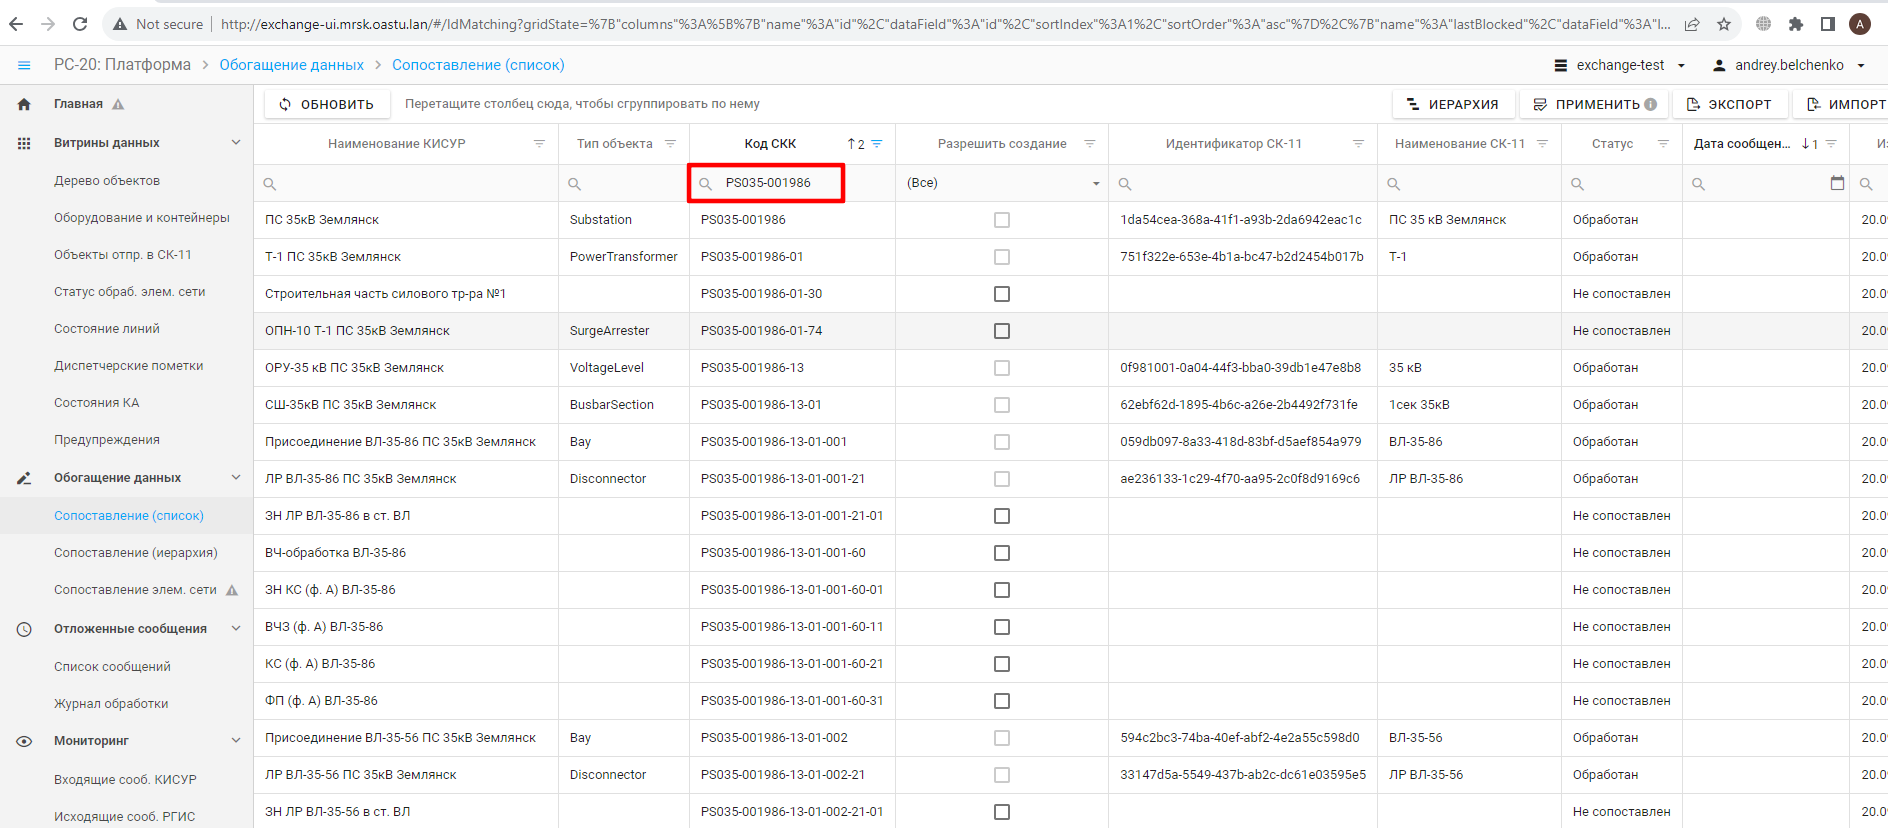 Not secure
http://exchange-ui.mrsk.oastu.lan/#/IdMatching?gridState=%7B"columns"%3A%5B%7B"name"%3A"id"%2C"dataField"%3A"id"%2C"sortIndex"%3A1%2C"sortOrder"%3A"asc"%7D%2C%7B"name"%3A"lastBlocked"%2C"dataField"%3A"l...
A
РС-20: Платформа > Обогащение данных > Сопоставление (список)
exchange-test
andrey.belchenko
Главная
Витрины данных
Дерево объектов
Оборудование и контейнеры
Объекты отпр. в СК-11
Статус обраб. элем. сети
Состояние линий
Диспетчерские пометки
Состояния КА
Предупреждения
Обогащение данных
Сопоставление (список)
Сопоставление (иерархия)
Сопоставление элем. сети
Отложенные сообщения
Список сообщений
Журнал обработки
Мониторинг
Входящие сооб. КИСУР
Исходящие сооб. РГИС
ОБНОВИТЬ
Перетащите столбец сюда, чтобы сгруппировать по нему
ИЕРАРХИЯ
ПРИМЕНИТЬ
ЭКСПОРТ
ИМПОРТ
Наименование КИСУР Тип объекта Код СКК 2 Разрешить создание Идентификатор СК-11 Наименование СК-11 Статус Дата сообщен... 1
PS035-001986 (Все)
ПС 35кВ Землянск Substation PS035-001986 1da54cea-368a-41f1-a93b-2da6942eac1c ПС 35 кВ Землянск Обработан 20.0
Т-1 ПС 35кВ Землянск PowerTransformer PS035-001986-01 751f322e-653e-4b1a-bc47-b2d2454b017b Т-1 Обработан 20.0
Строительная часть силового тр-ра №1 PS035-001986-01-30 Не сопоставлен 20.0
ОПН-10 Т-1 ПС 35кВ Землянск SurgeArrester PS035-001986-01-74 Не сопоставлен 20.0
ОРУ-35 кВ ПС 35кВ Землянск VoltageLevel PS035-001986-13 0f981001-0a04-44f3-bba0-39db1e47e8b8 35 кВ Обработан 20.0
СШ-35кВ ПС 35кВ Землянск BusbarSection PS035-001986-13-01 62ebf62d-1895-4b6c-a26e-2b4492f731fe 1сек 35кВ Обработан 20.0
Присоединение ВЛ-35-86 ПС 35кВ Землянск Bay PS035-001986-13-01-001 059db097-8a33-418d-83bf-d5aef854a979 ВЛ-35-86 Обработан 20.0
ЛР ВЛ-35-86 ПС 35кВ Землянск Disconnector PS035-001986-13-01-001-21 ae236133-1c29-4f70-aa95-2c0f8d9169c6 ЛР ВЛ-35-86 Обработан 20.0
ЗН ЛР ВЛ-35-86 в ст. ВЛ PS035-001986-13-01-001-21-01 Не сопоставлен 20.0
ВЧ-обработка ВЛ-35-86 PS035-001986-13-01-001-60 Не сопоставлен 20.0
ЗН КС (ф. А) ВЛ-35-86 PS035-001986-13-01-001-60-01 Не сопоставлен 20.0
ВЧЗ (ф. А) ВЛ-35-86 PS035-001986-13-01-001-60-11 Не сопоставлен 20.0
КС (ф. А) ВЛ-35-86 PS035-001986-13-01-001-60-21 Не сопоставлен 20.0
ФП (ф. А) ВЛ-35-86 PS035-001986-13-01-001-60-31 Не сопоставлен 20.0
Присоединение ВЛ-35-56 ПС 35кВ Землянск Bay PS035-001986-13-01-002 594c2bc3-74ba-40ef-abf2-4e2a55c598d0 ВЛ-35-56 Обработан 20.0
ЛР ВЛ-35-56 ПС 35кВ Землянск Disconnector PS035-001986-13-01-002-21 33147d5a-5549-437b-ab2c-dc61e03595e5 ЛР ВЛ-35-56 Обработан 20.0
ЗН ЛР ВЛ-35-56 в ст. ВЛ PS035-001986-13-01-002-21-01 Не сопоставлен 20.0